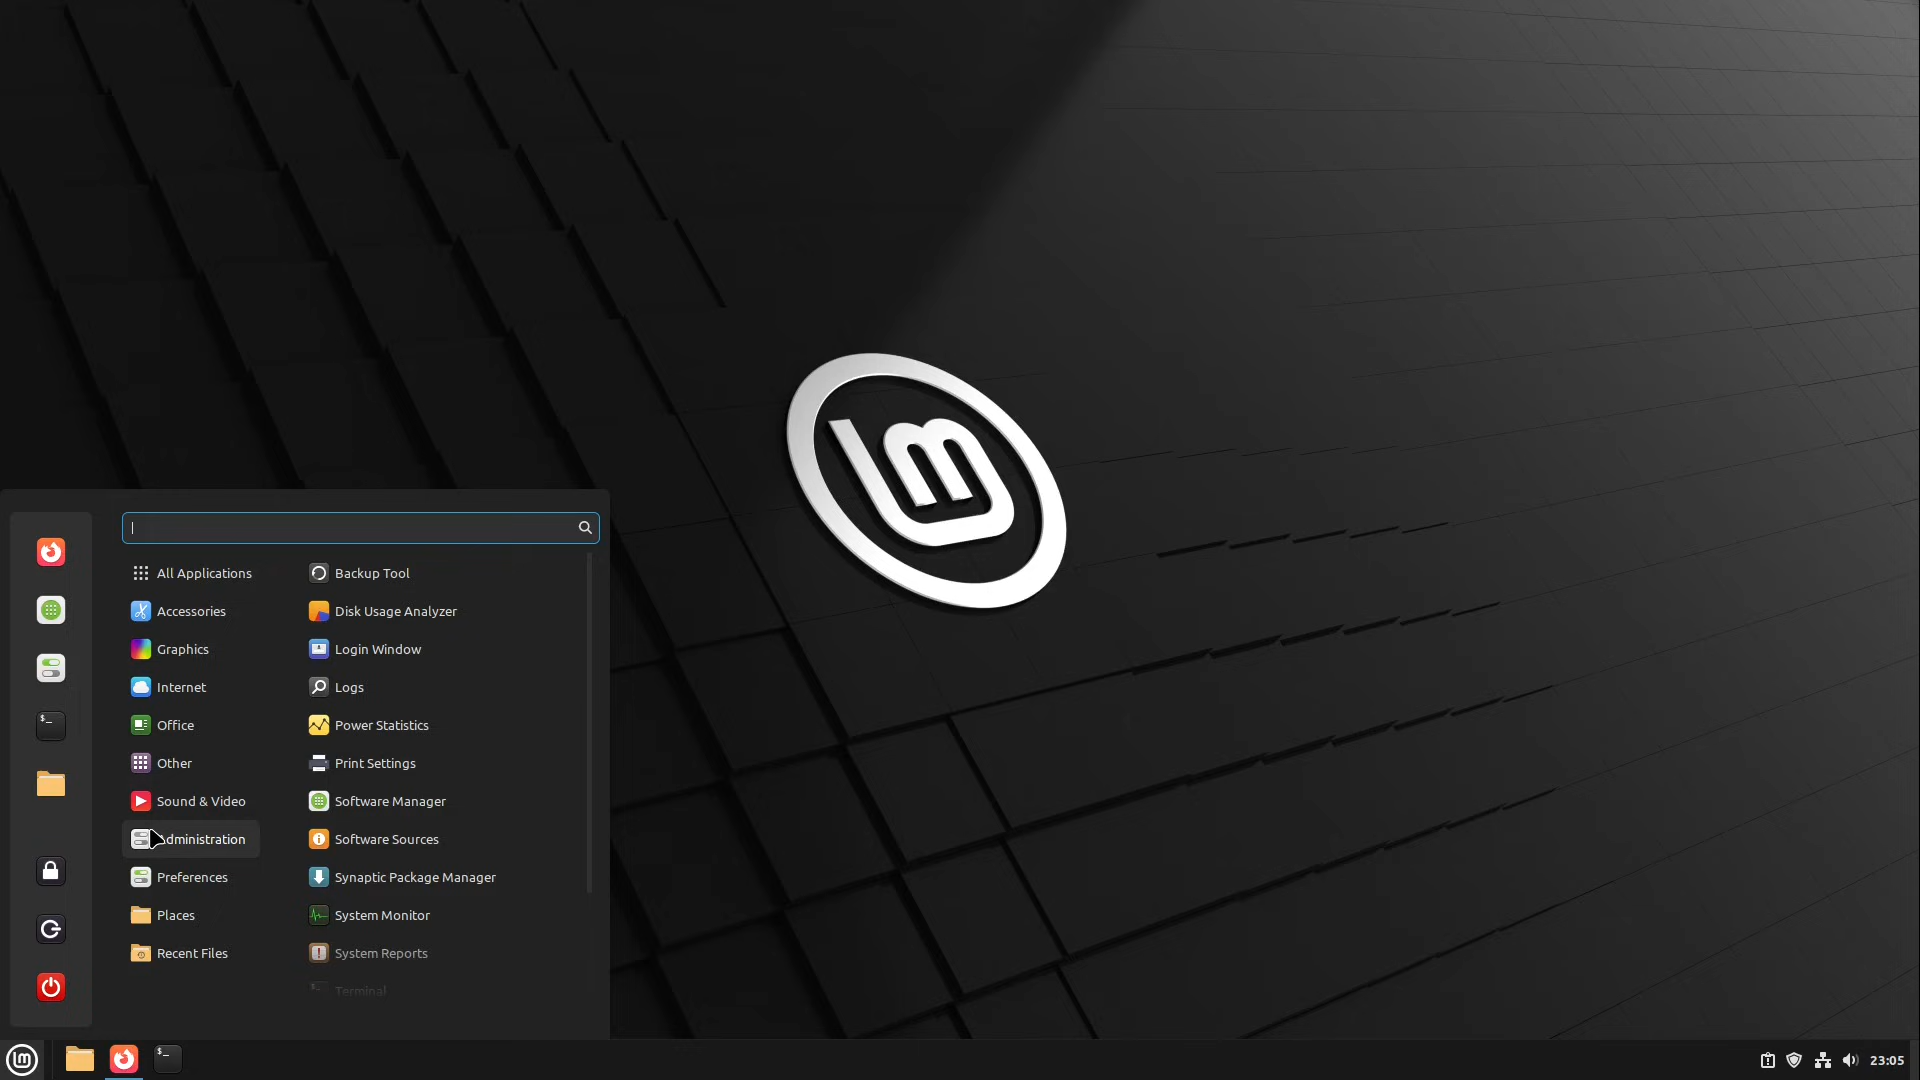 All Applications
Accessories
Graphics
Internet
Office
Other
Sound & Video
Administration
Preferences
Places
Recent Files
Backup Tool
Disk Usage Analyzer
Login Window
Logs
Power Statistics
Print Settings
Software Manager
Software Sources
Synaptic Package Manager
System Monitor
System Reports
Terminal
23:05